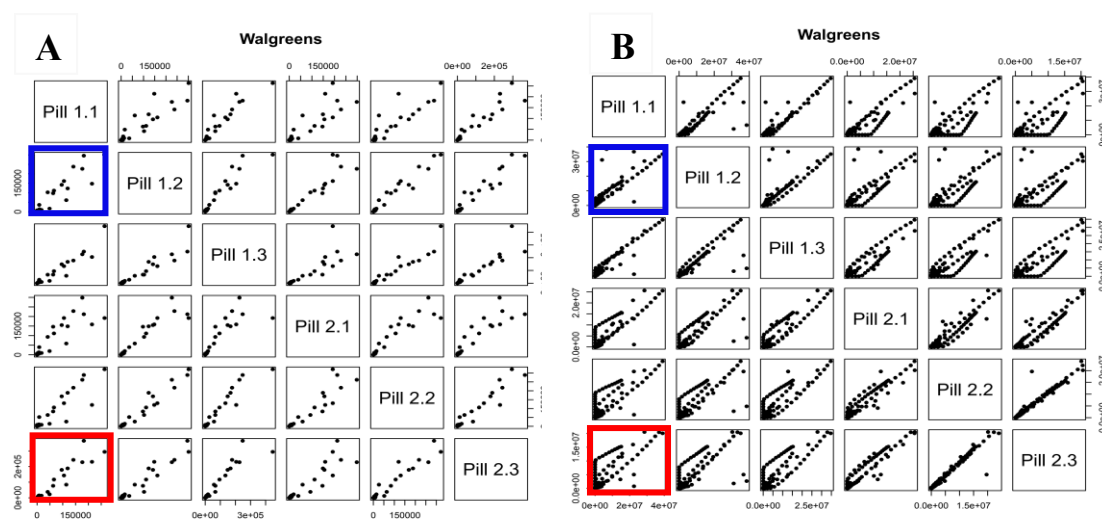 A
Walgreens
0 150000
0 150000
0e+00 2e+05
Pill 1.1
0 150000
Pill 1.2
Pill 1.3
0 150000
Pill 2.1
Pill 2.2
0e+00 2e+05
Pill 2.3
0 150000
0e+00 3e+05
0 150000
B
Walgreens
0e+00 2e+07 4e+07
0.0e+00 2.0e+07
0.0e+00 1.5e+07
Pill 1.1
0e+00 3e+07
Pill 1.2
Pill 1.3
0.0e+00 2.0e+07
Pill 2.1
Pill 2.2
0.0e+00 1.5e+07
Pill 2.3
0e+00 2e+07 4e+07
0.0e+00 2.5e+07
0.0e+00 1.5e+07